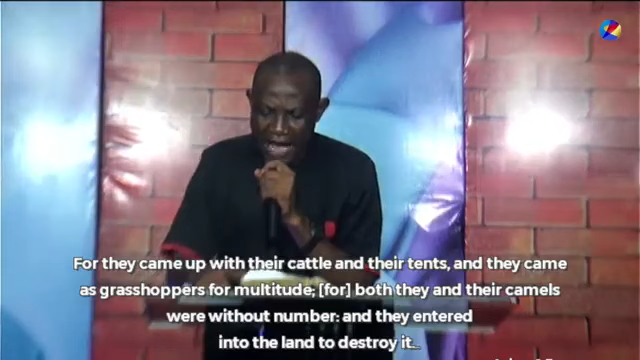 For they came up with their cattle and their tents, and they came
as grasshoppers for multitude; [for] both they and their camels
were without number: and they entered
into the land to destroy it...